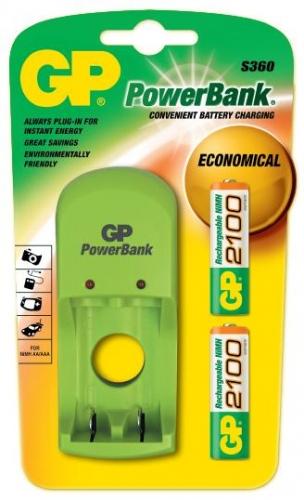 S360
GP®
PowerBank®
CONVENIENT BATTERY CHARGING
ALWAYS PLUG-IN FOR
INSTANT ENERGY
GREAT SAVINGS
ENVIRONMENTALLY
FRIENDLY
ECONOMICAL
GP
PowerBank
GP 2100
Rechargeable NiMH
GP 2100
Rechargeable NiMH
FOR
NiMH AA/AAA